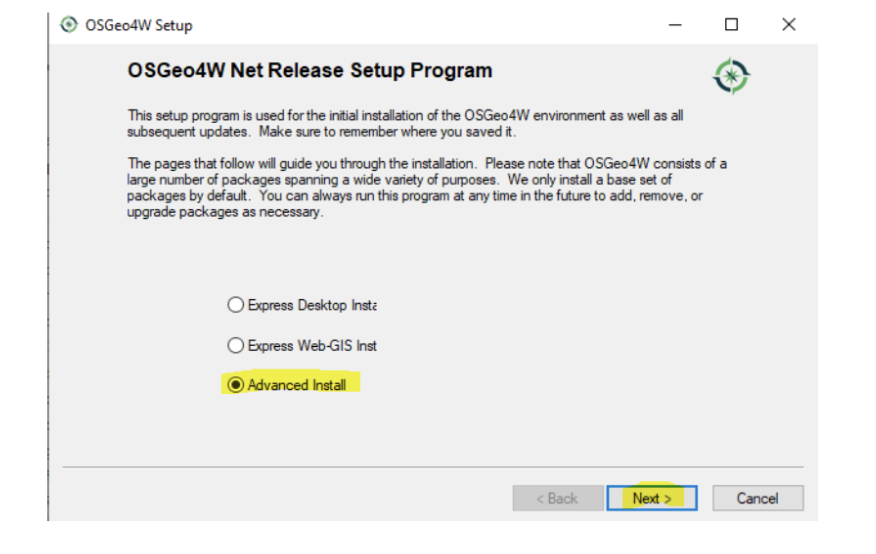 OSGeo4W Setup
OSGeo4W Net Release Setup Program
This setup program is used for the initial installation of the OSGeo4W environment as well as all
subsequent updates.  Make sure to remember where you saved it.
The pages that follow will guide you through the installation.  Please note that OSGeo4W consists of a
large number of packages spanning a wide variety of purposes.  We only install a base set of
packages by default.  You can always run this program at any time in the future to add, remove, or
upgrade packages as necessary.
Express Desktop Insta
Express Web-GIS Inst
Advanced Install
< Back
Next >
Cancel